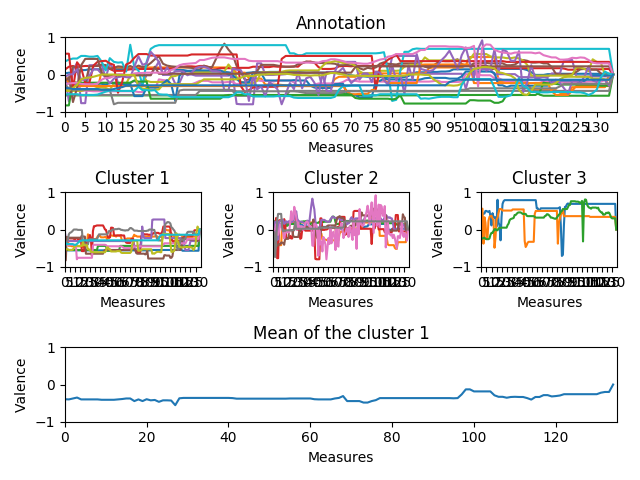 Annotation
Valence
1
0
−1
0 5 10 15 20 25 30 35 40 45 50 55 60 65 70 75 80 85 90 95 100 105 110 115 120 125 130
Measures
Cluster 1 Cluster 2 Cluster 3
Valence Valence Valence
1 1 1
0 0 0
−1 −1 −1
Measures Measures Measures
Mean of the cluster 1
Valence
1
0
−1
0 20 40 60 80 100 120
Measures